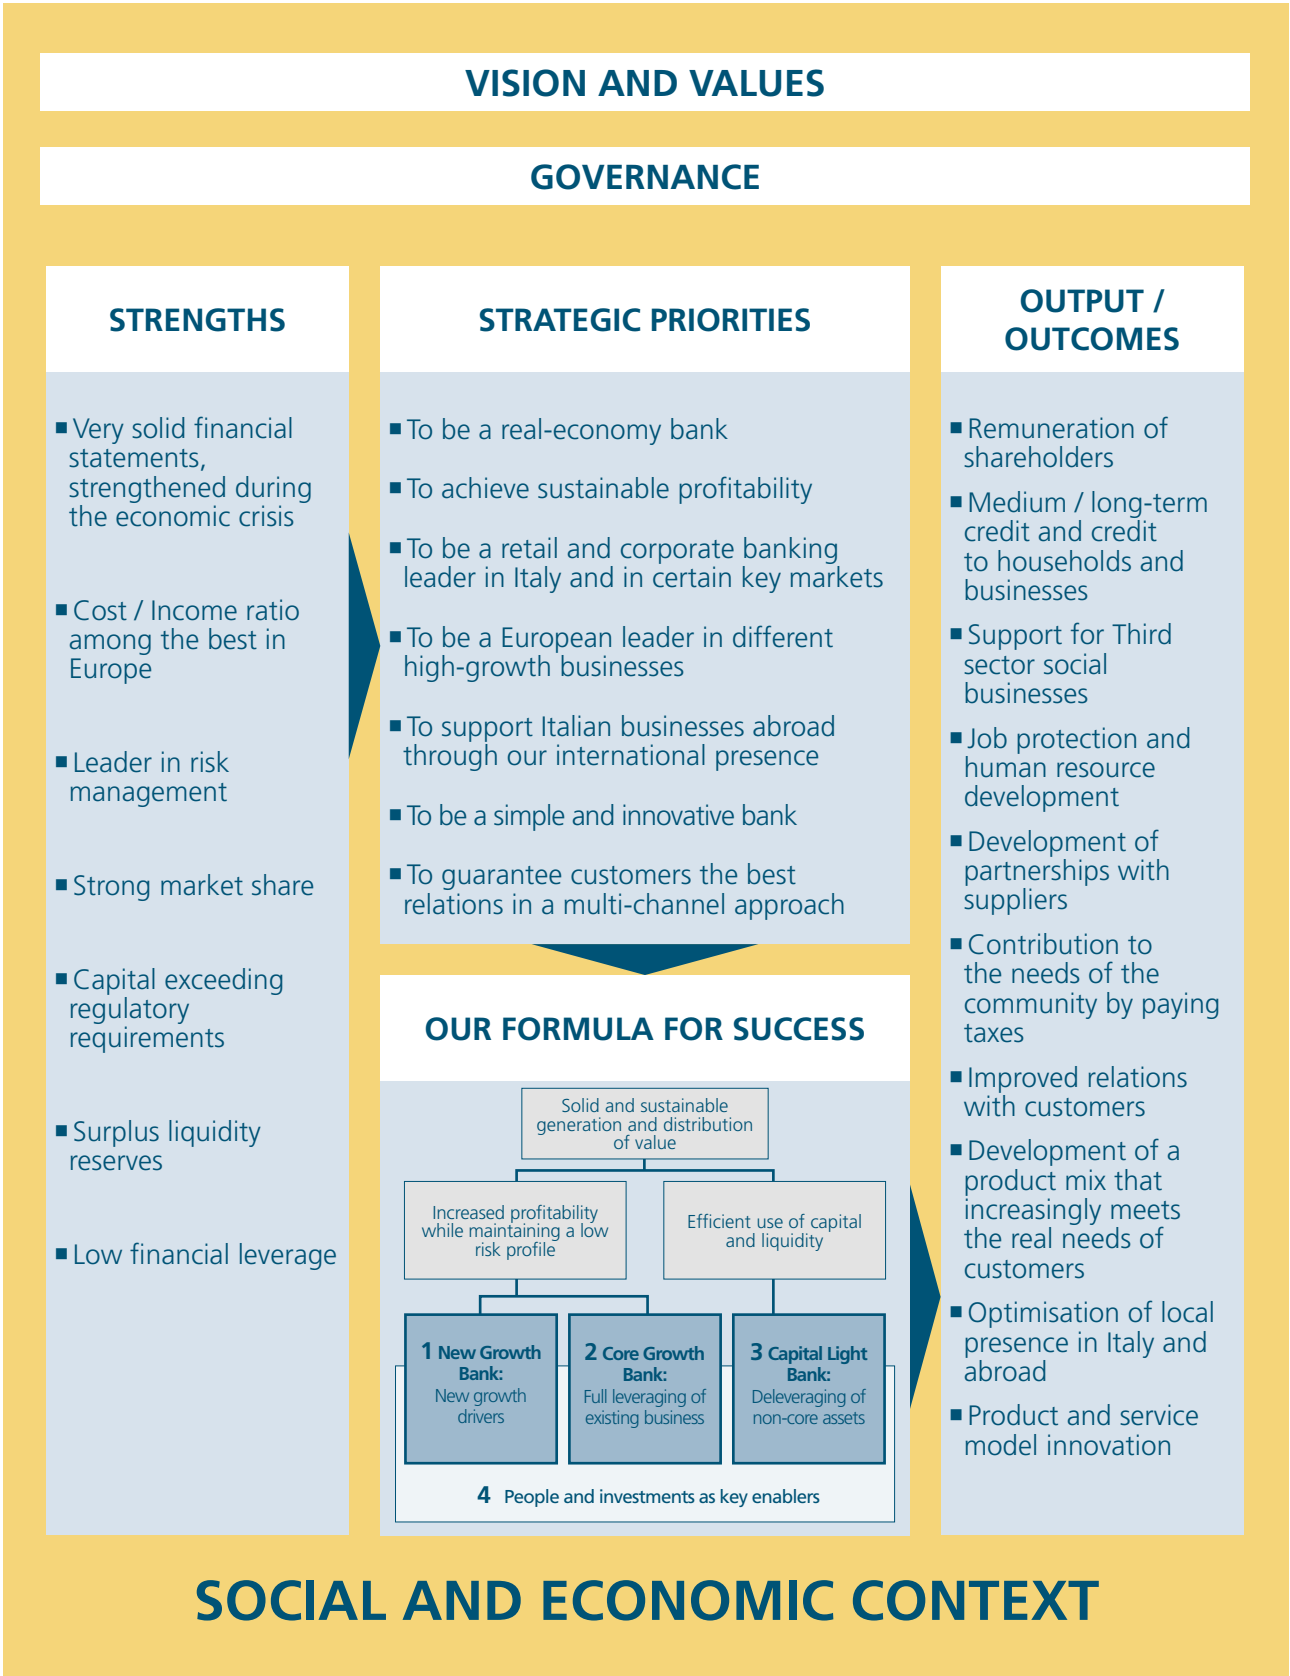 VISION AND VALUES
GOVERNANCE
STRENGTHS
■ Very solid financial
statements,
strengthened during
the economic crisis
■ Cost / Income ratio
among the best in
Europe
■ Leader in risk
management
■ Strong market share
■ Capital exceeding
regulatory
requirements
■ Surplus liquidity
reserves
■ Low financial leverage
STRATEGIC PRIORITIES
■ To be a real-economy bank
■ To achieve sustainable profitability
■ To be a retail and corporate banking
leader in Italy and in certain key markets
■ To be a European leader in different
high-growth businesses
■ To support Italian businesses abroad
through our international presence
■ To be a simple and innovative bank
■ To guarantee customers the best
relations in a multi-channel approach
OUR FORMULA FOR SUCCESS
Solid and sustainable
generation and distribution
of value
Increased profitability
while maintaining a low
risk profile
Efficient use of capital
and liquidity
1 New Growth
Bank:
New growth
drivers
2 Core Growth
Bank:
Full leveraging of
existing business
3 Capital Light
Bank:
Deleveraging of
non-core assets
4 People and investments as key enablers
OUTPUT /
OUTCOMES
■ Remuneration of
shareholders
■ Medium / long-term
credit and credit
to households and
businesses
■ Support for Third
sector social
businesses
■ Job protection and
human resource
development
■ Development of
partnerships with
suppliers
■ Contribution to
the needs of the
community by paying
taxes
■ Improved relations
with customers
■ Development of a
product mix that
increasingly meets
the real needs of
customers
■ Optimisation of local
presence in Italy and
abroad
■ Product and service
model innovation
SOCIAL AND ECONOMIC CONTEXT